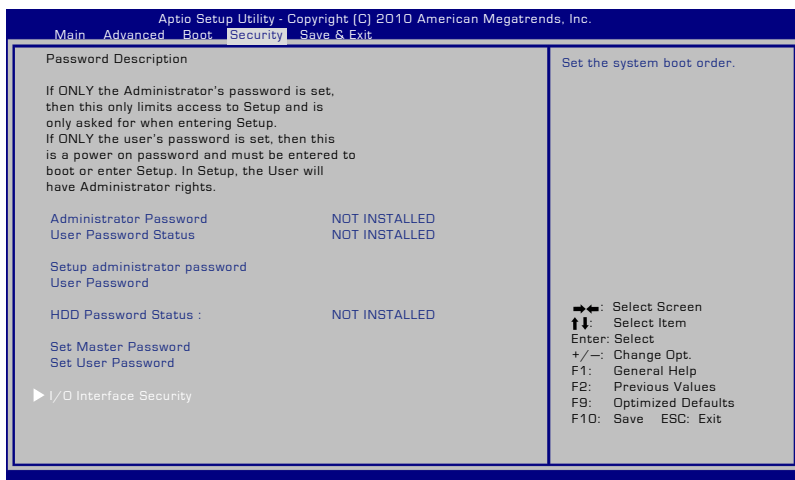 Aptio Setup Utility - Copyright (C) 2010 American Megatrends, Inc.
Main Advanced Boot Security Save & Exit
Password Description
If ONLY the Administrator's password is set,
then this only limits access to Setup and is
only asked for when entering Setup.
If ONLY the user's password is set, then this
is a power on password and must be entered to
boot or enter Setup. In Setup, the User will
have Administrator rights.
Administrator Password NOT INSTALLED
User Password Status NOT INSTALLED
Setup administrator password
User Password
HDD Password Status : NOT INSTALLED
Set Master Password
Set User Password
▶ I/O Interface Security
Set the system boot order.
→←: Select Screen
↑↓: Select Item
Enter: Select
+/—: Change Opt.
F1: General Help
F2: Previous Values
F9: Optimized Defaults
F10: Save ESC: Exit